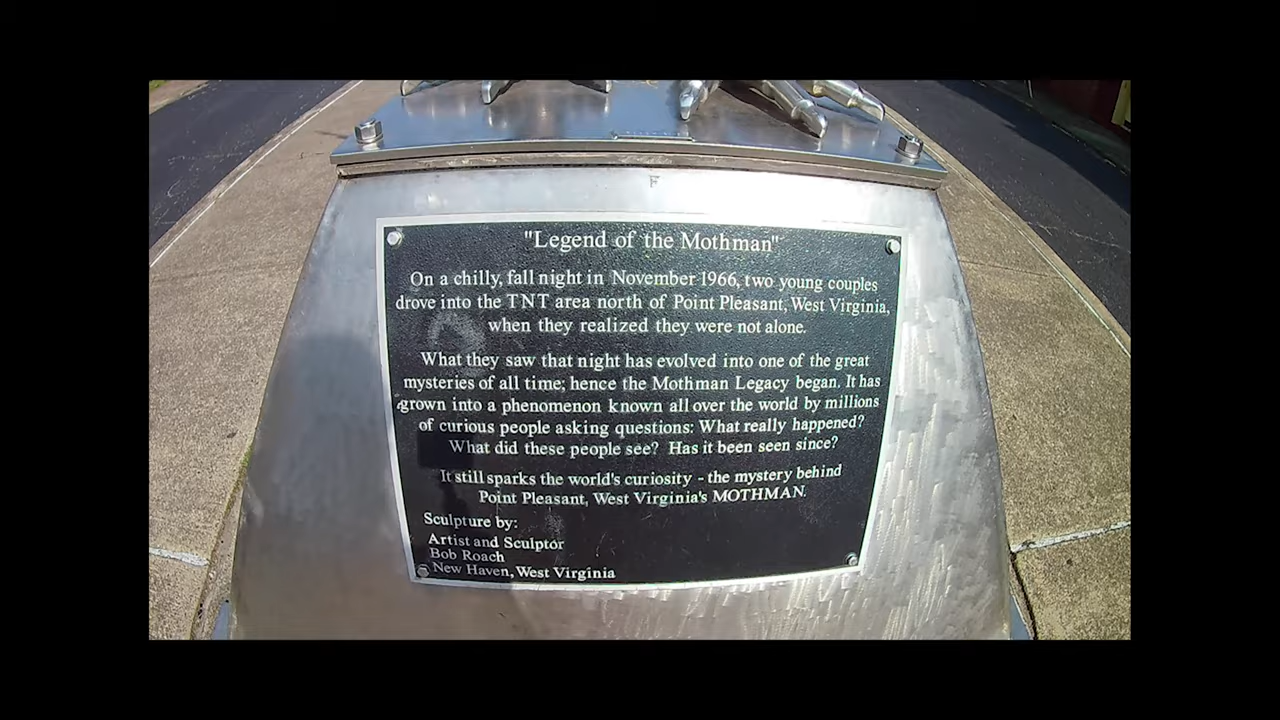 F
"Legend of the Mothman"
On a chilly, fall night in November 1966, two young couples
drove into the TNT area north of Point Pleasant, West Virginia,
when they realized they were not alone.
What they saw that night has evolved into one of the great
mysteries of all time; hence the Mothman Legacy began. It has
grown into a phenomenon known all over the world by millions
of curious people asking questions: What really happened?
What did these people see? Has it been seen since?
It still sparks the world's curiosity - the mystery behind
Point Pleasant, West Virginia's MOTHMAN.
Sculpture by:
Artist and Sculptor
Bob Roach
New Haven, West Virginia